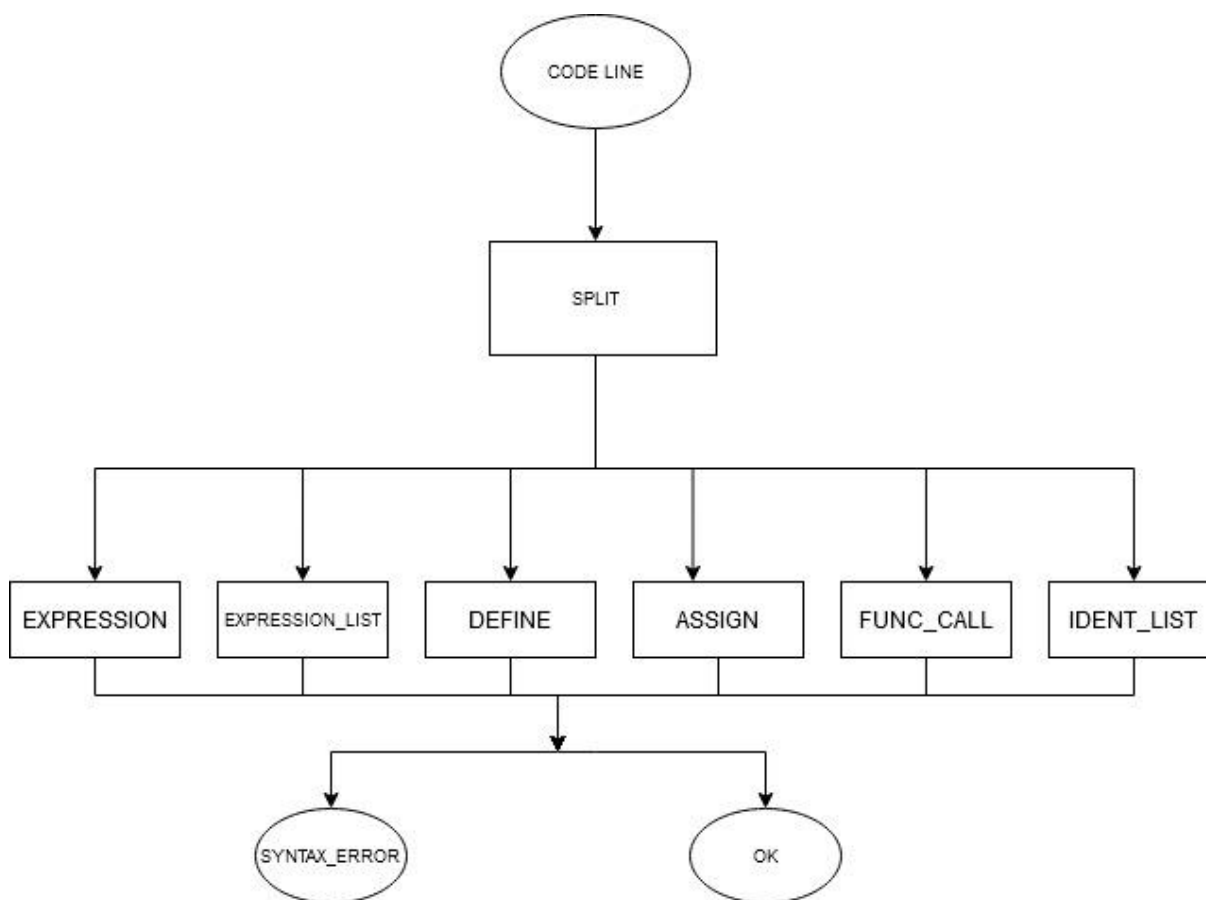 CODE LINE
SPLIT
EXPRESSION
EXPRESSION_LIST
DEFINE
ASSIGN
FUNC_CALL
IDENT_LIST
SYNTAX_ERROR
OK